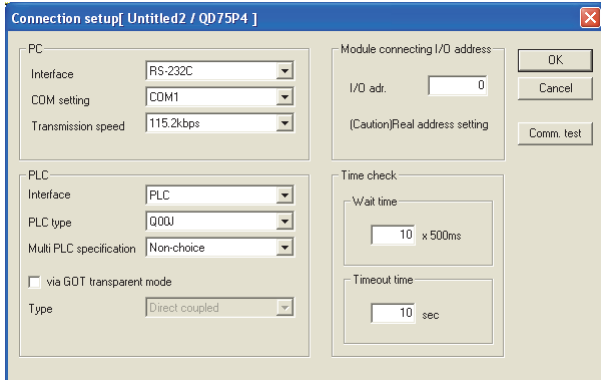 Connection setup[ Untitled2 / QD75P4 ]
PC
Interface RS-232C
COM setting COM1
Transmission speed 115.2kbps
Module connecting I/O address
I/O adr. 0
(Caution)Real address setting
OK
Cancel
Comm. test
PLC
Interface PLC
PLC type Q00J
Multi PLC specification Non-choice
via GOT transparent mode
Type Direct coupled
Time check
Wait time
10 x 500ms
Timeout time
10 sec